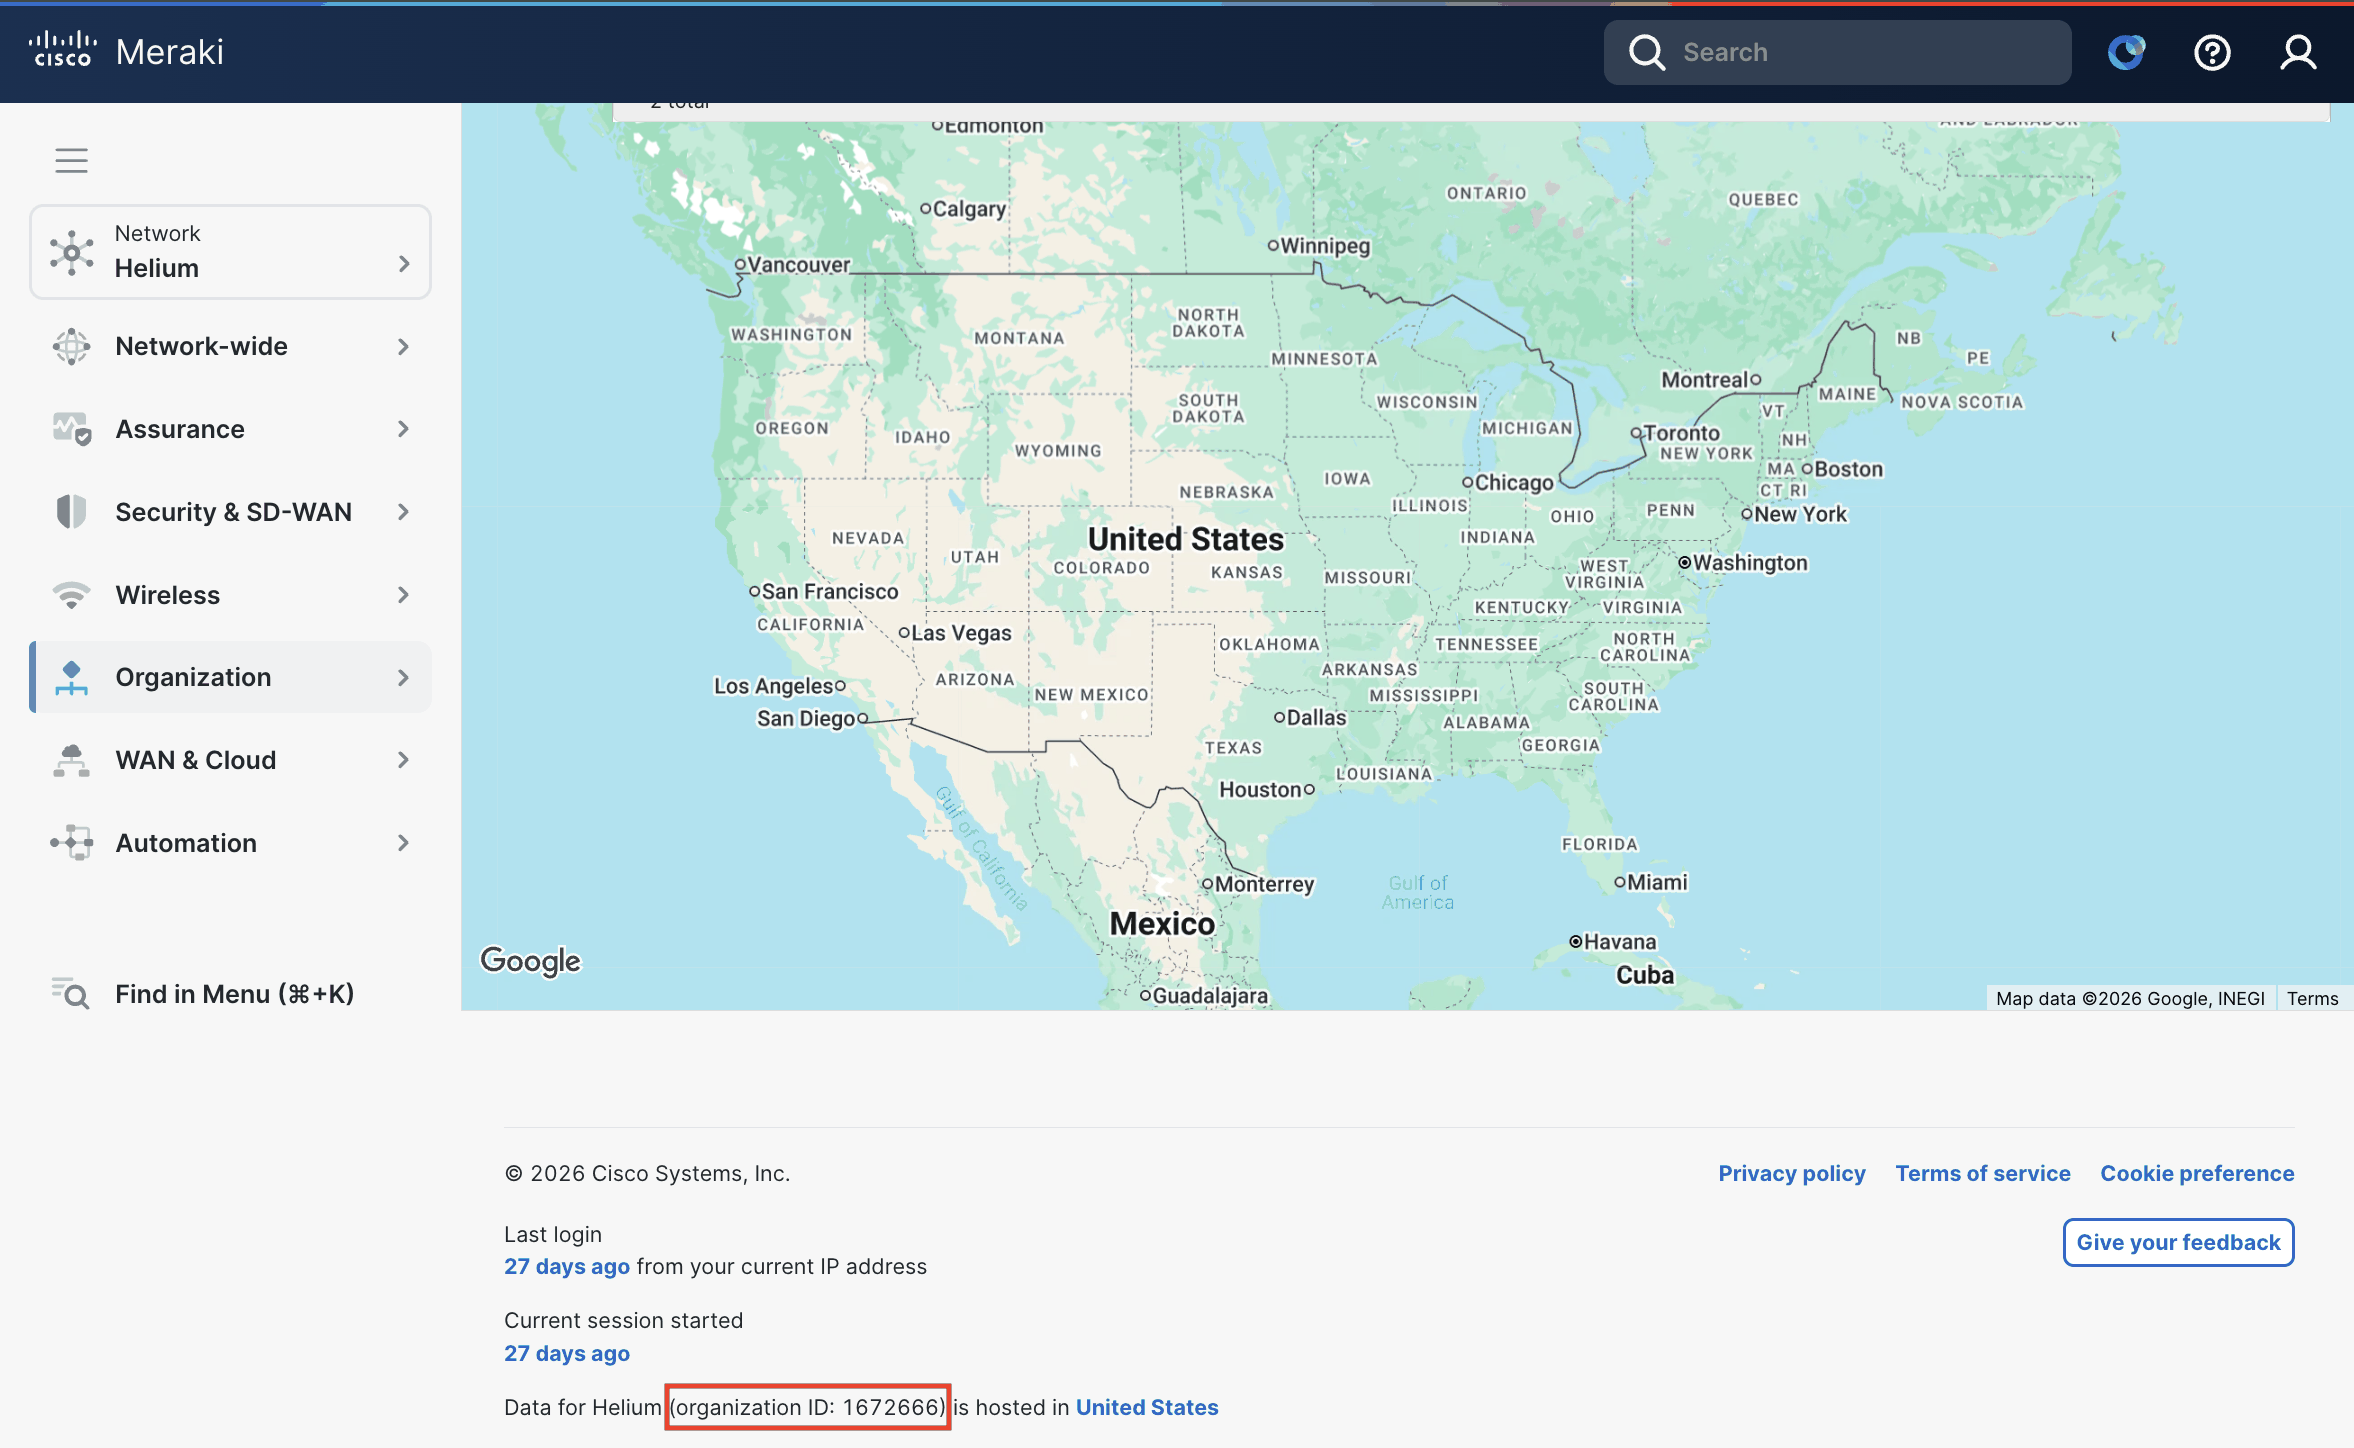 cisco Meraki
Search
2 total
Network
Helium
Network-wide
Assurance
Security & SD-WAN
Wireless
Organization
WAN & Cloud
Automation
Find in Menu (⌘+K)
Edmonton
AND LABRADOR
Calgary
ONTARIO
QUEBEC
Winnipeg
Vancouver
WASHINGTON
MONTANA
NORTH
DAKOTA
MINNESOTA
NB
PE
Montreal
MAINE
NOVA SCOTIA
SOUTH
DAKOTA
WISCONSIN
VT
OREGON
IDAHO
MICHIGAN
Toronto
NH
WYOMING
NEW YORK
MA
Boston
IOWA
Chicago
CT RI
NEBRASKA
ILLINOIS
OHIO
PENN
New York
NEVADA
United States
INDIANA
UTAH
COLORADO
KANSAS
MISSOURI
WEST
VIRGINIA
Washington
San Francisco
KENTUCKY
VIRGINIA
CALIFORNIA
Las Vegas
OKLAHOMA
TENNESSEE
NORTH
CAROLINA
ARKANSAS
Los Angeles
ARIZONA
NEW MEXICO
MISSISSIPPI
SOUTH
CAROLINA
San Diego
Dallas
ALABAMA
TEXAS
GEORGIA
LOUISIANA
Houston
Gulf of California
FLORIDA
Monterrey
Gulf of
America
Miami
Mexico
Havana
Cuba
Google
Guadalajara
Map data ©2026 Google, INEGI
Terms
© 2026 Cisco Systems, Inc.
Privacy policy
Terms of service
Cookie preference
Last login
27 days ago from your current IP address
Give your feedback
Current session started
27 days ago
Data for Helium (organization ID: 1672666) is hosted in United States